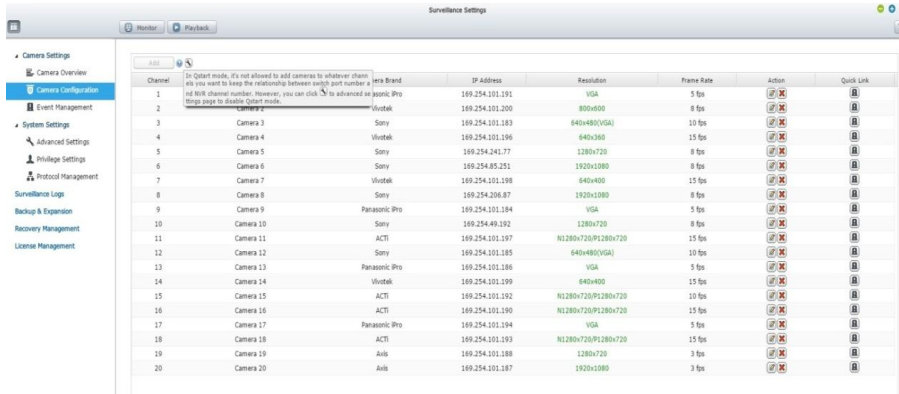 Surveillance Settings
Monitor Playback
Camera Settings
Camera Overview
Camera Configuration
Event Management
System Settings
Advanced Settings
Privilege Settings
Protocol Management
Surveillance Logs
Backup & Expansion
Recovery Management
License Management
Add
In Qstart mode, it's not allowed to add cameras to whatever chann
els you want to keep the relationship between switch port number a
nd NVR channel number. However, you can click to advanced se
ttings page to disable Qstart mode.
Channel era Brand IP Address Resolution Frame Rate Action Quick Link
1 asonic iPro 169.254.101.191 VGA 5 fps
2 Camera 2 Vivotek 169.254.101.200 800x600 8 fps
3 Camera 3 Sony 169.254.101.183 640x480(VGA) 10 fps
4 Camera 4 Vivotek 169.254.101.196 640x360 15 fps
5 Camera 5 Sony 169.254.241.77 1280x720 8 fps
6 Camera 6 Sony 169.254.85.251 1920x1080 8 fps
7 Camera 7 Vivotek 169.254.101.198 640x400 15 fps
8 Camera 8 Sony 169.254.206.87 1920x1080 8 fps
9 Camera 9 Panasonic iPro 169.254.101.184 VGA 5 fps
10 Camera 10 Sony 169.254.49.192 1280x720 8 fps
11 Camera 11 ACTi 169.254.101.197 N1280x720/P1280x720 15 fps
12 Camera 12 Sony 169.254.101.185 640x480(VGA) 10 fps
13 Camera 13 Panasonic iPro 169.254.101.186 VGA 5 fps
14 Camera 14 Vivotek 169.254.101.199 640x400 15 fps
15 Camera 15 ACTi 169.254.101.192 N1280x720/P1280x720 10 fps
16 Camera 16 ACTi 169.254.101.190 N1280x720/P1280x720 15 fps
17 Camera 17 Panasonic iPro 169.254.101.194 VGA 5 fps
18 Camera 18 ACTi 169.254.101.193 N1280x720/P1280x720 15 fps
19 Camera 19 Axis 169.254.101.188 1280x720 3 fps
20 Camera 20 Axis 169.254.101.187 1920x1080 3 fps